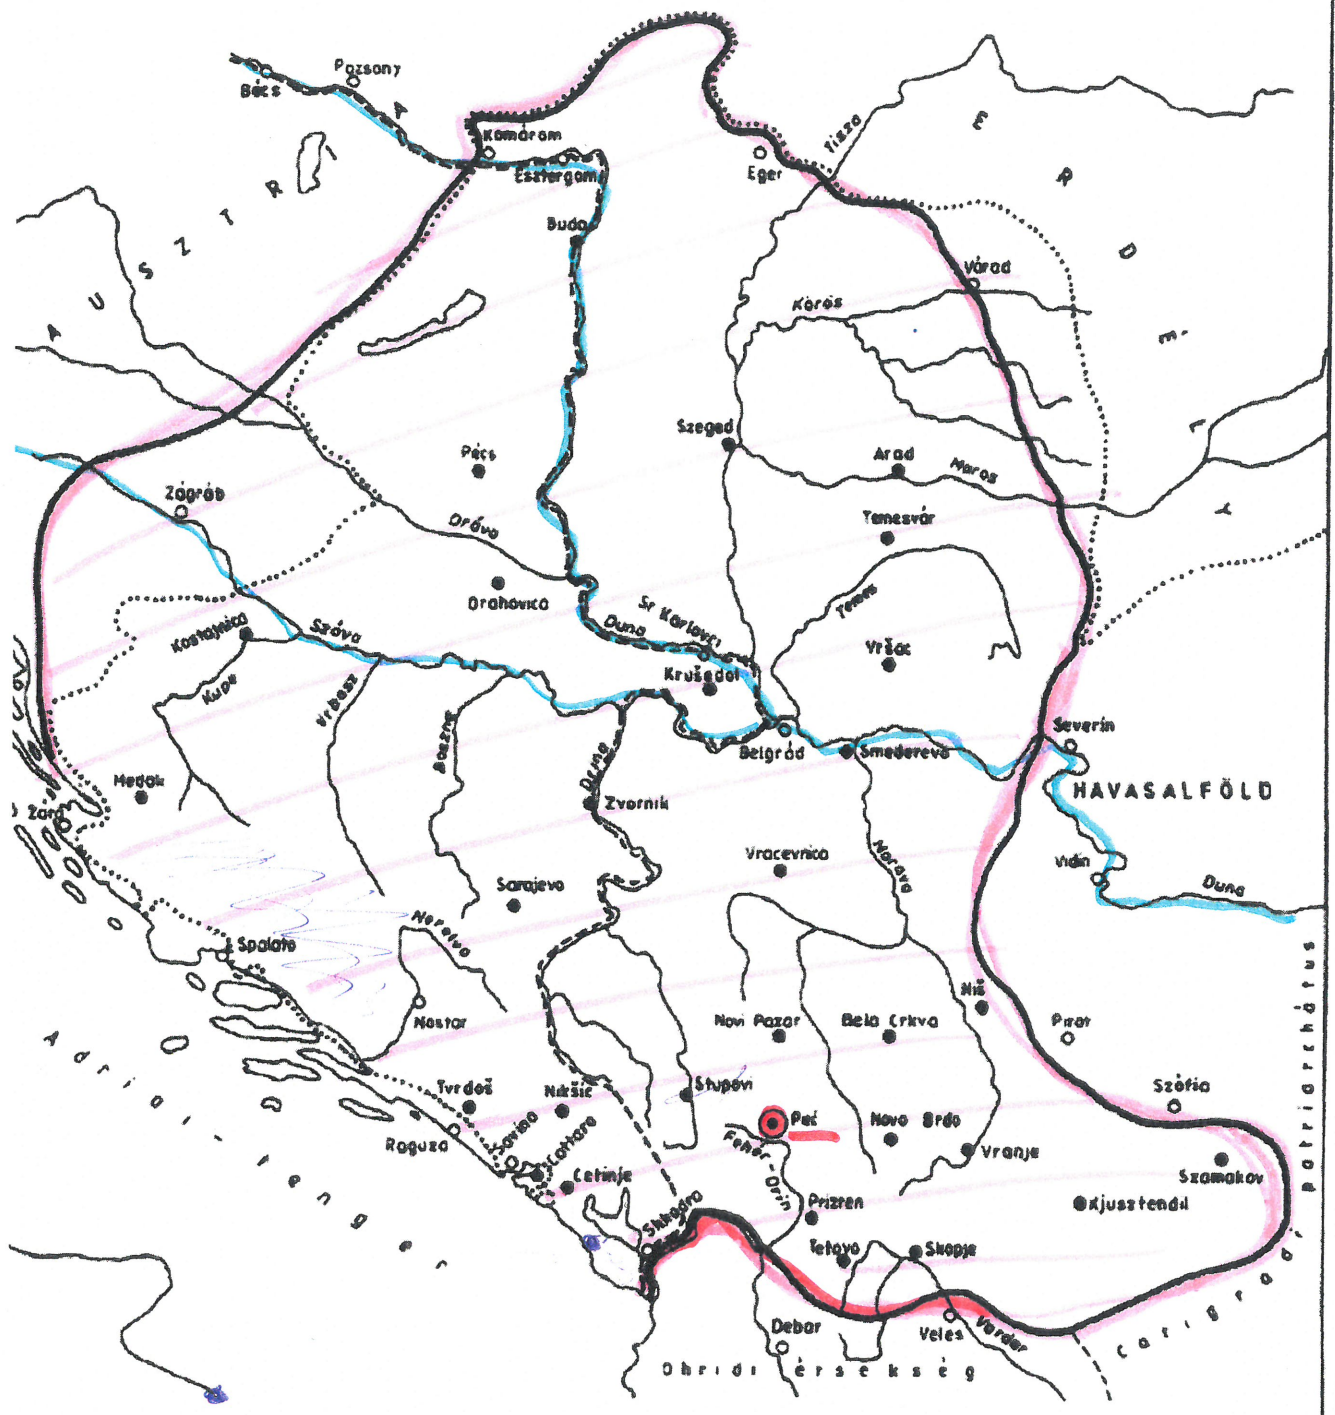 Pozsony
Bécs
AUSZTRIA
Komárom
Esztergom
Buda
Eger
Tisza
ERDÉLY
Várad
Körös
Szeged
Arad
Maros
Pécs
Zágráb
Dráva
Temesvár
Drahovica
Temes
Sr Karlovci
Duna
Vršac
Krušedol
Kostajnica
Száva
Kupa
Vrbasz
Boszna
Drina
Belgrád
Smederevo
Severin
HAVASALFÖLD
Medak
Zára
Zvornik
Vracevnica
Morava
Vidin
Duna
Sarajevo
Neretva
Spalato
Mostar
Novi Pazar
Bela Crkva
Niš
Pirot
Szófia
Adriai-tenger
Tvrdoš
Nikšić
Stupovi
Peć
Novo Brdo
Raguza
Savina
Cattaro
Cetinje
Fehér-Drin
Vranje
Szamakov
Kjusztendil
Prizren
Shkodra
Tetovo
Skopje
Debar
Veles
Vardar
Ohridi érsekség
Carigrádi patriarchátus